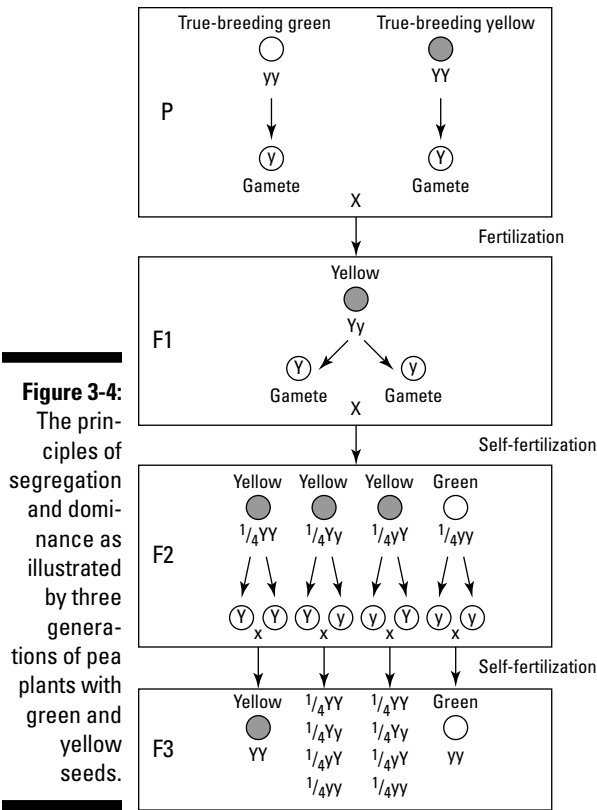 True-breeding green True-breeding yellow
yy YY
P
y Y
Gamete Gamete
X
Fertilization
Yellow
Yy
F1
Y y
Gamete Gamete
X
Self-fertilization
Yellow Yellow Yellow Green
1/4YY 1/4Yy 1/4yY 1/4yy
F2
Y Y Y y y Y y y
x x x x
Self-fertilization
Yellow 1/4YY 1/4YY Green
1/4Yy 1/4Yy
F3
YY 1/4yY 1/4yY yy
1/4yy 1/4yy
Figure 3-4:
The prin-
ciples of
segregation
and domi-
nance as
illustrated
by three
genera-
tions of pea
plants with
green and
yellow
seeds.